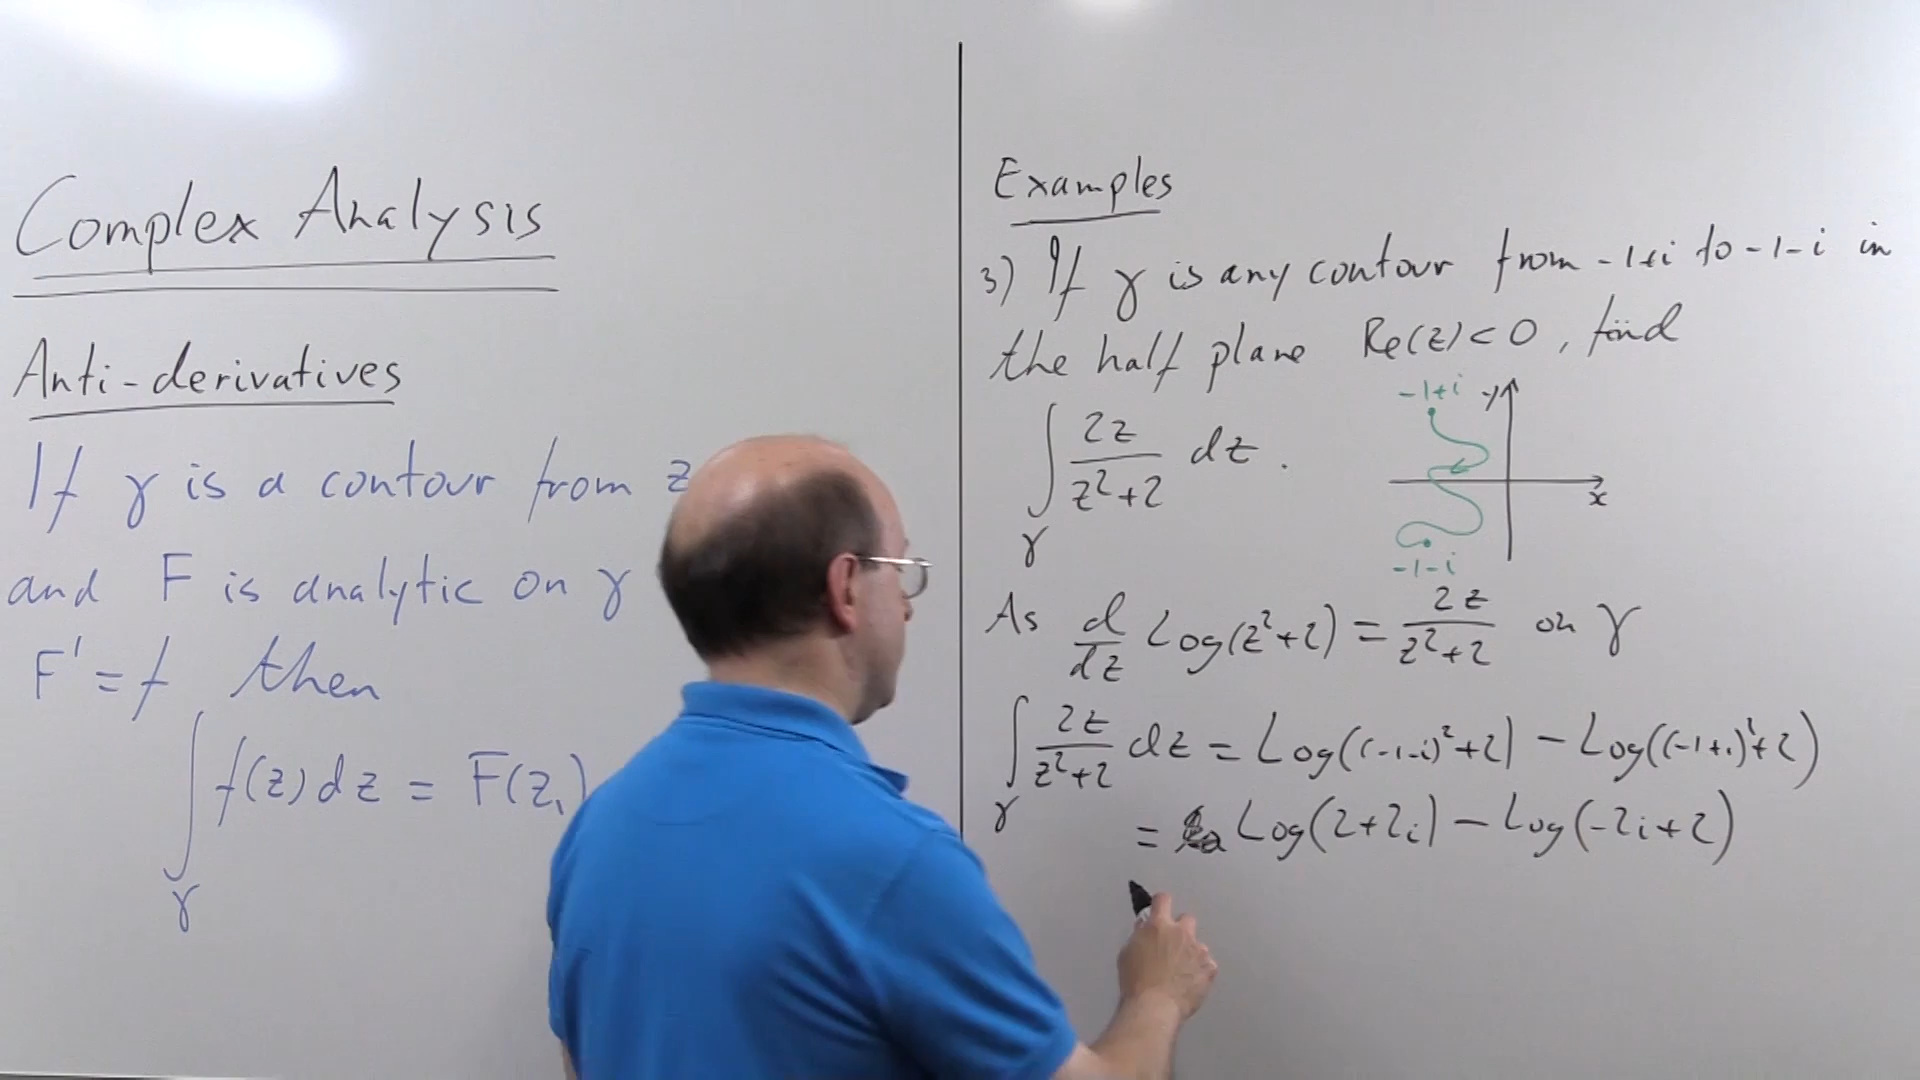 Complex Analysis
Anti-derivatives
If γ is a contour from z
and F is analytic on γ
F' = f then
∫ f(z) dz = F(z₁)
γ
Examples
3) If γ is any contour from -1+i to -1-i in
the half plane Re(z) < 0, find
∫ 2z/(z²+2) dz.
γ
-1+i
y
x
-1-i
As d/dz Log(z²+2) = 2z/(z²+2) on γ
∫ 2z/(z²+2) dz = Log((-1-i)²+2) - Log((-1+i)²+2)
γ
= Log(2+2i) - Log(-2i+2)